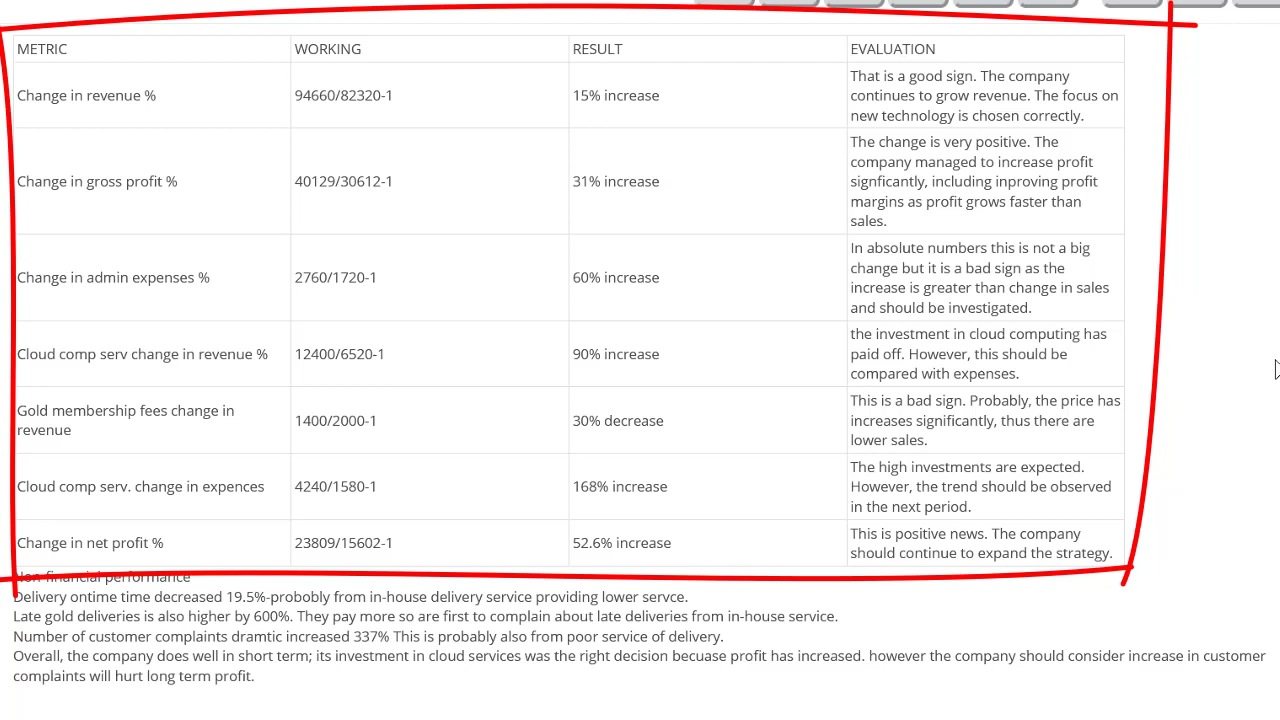 METRIC WORKING RESULT EVALUATION
Change in revenue % 94660/82320-1 15% increase That is a good sign. The company
continues to grow revenue. The focus on
new technology is chosen correctly.
Change in gross profit % 40129/30612-1 31% increase The change is very positive. The
company managed to increase profit
signficantly, including inproving profit
margins as profit grows faster than
sales.
Change in admin expenses % 2760/1720-1 60% increase In absolute numbers this is not a big
change but it is a bad sign as the
increase is greater than change in sales
and should be investigated.
Cloud comp serv change in revenue % 12400/6520-1 90% increase the investment in cloud computing has
paid off. However, this should be
compared with expenses.
Gold membership fees change in
revenue 1400/2000-1 30% decrease This is a bad sign. Probably, the price has
increases significantly, thus there are
lower sales.
Cloud comp serv. change in expences 4240/1580-1 168% increase The high investments are expected.
However, the trend should be observed
in the next period.
Change in net profit % 23809/15602-1 52.6% increase This is positive news. The company
should continue to expand the strategy.
Non-financial performance
Delivery ontime time decreased 19.5%-probobly from in-house delivery service providing lower servce.
Late gold deliveries is also higher by 600%. They pay more so are first to complain about late deliveries from in-house service.
Number of customer complaints dramtic increased 337% This is probably also from poor service of delivery.
Overall, the company does well in short term; its investment in cloud services was the right decision becuase profit has increased. however the company should consider increase in customer
complaints will hurt long term profit.